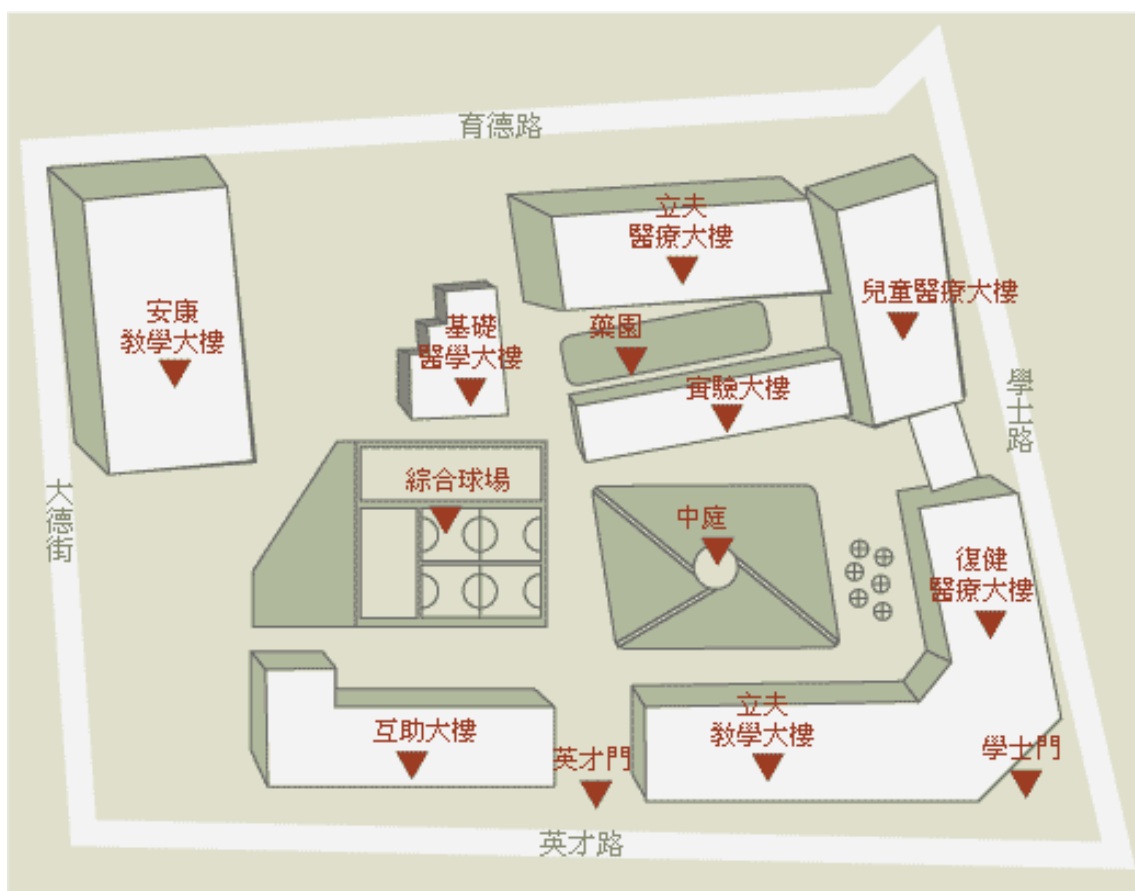 育德路
立夫
醫療大樓
兒童醫療大樓
安康
教學大樓
基礎
醫學大樓
藥園
實驗大樓
學士路
大德街
綜合球場
中庭
復健
醫療大樓
互助大樓
英才門
立夫
教學大樓
學士門
英才路